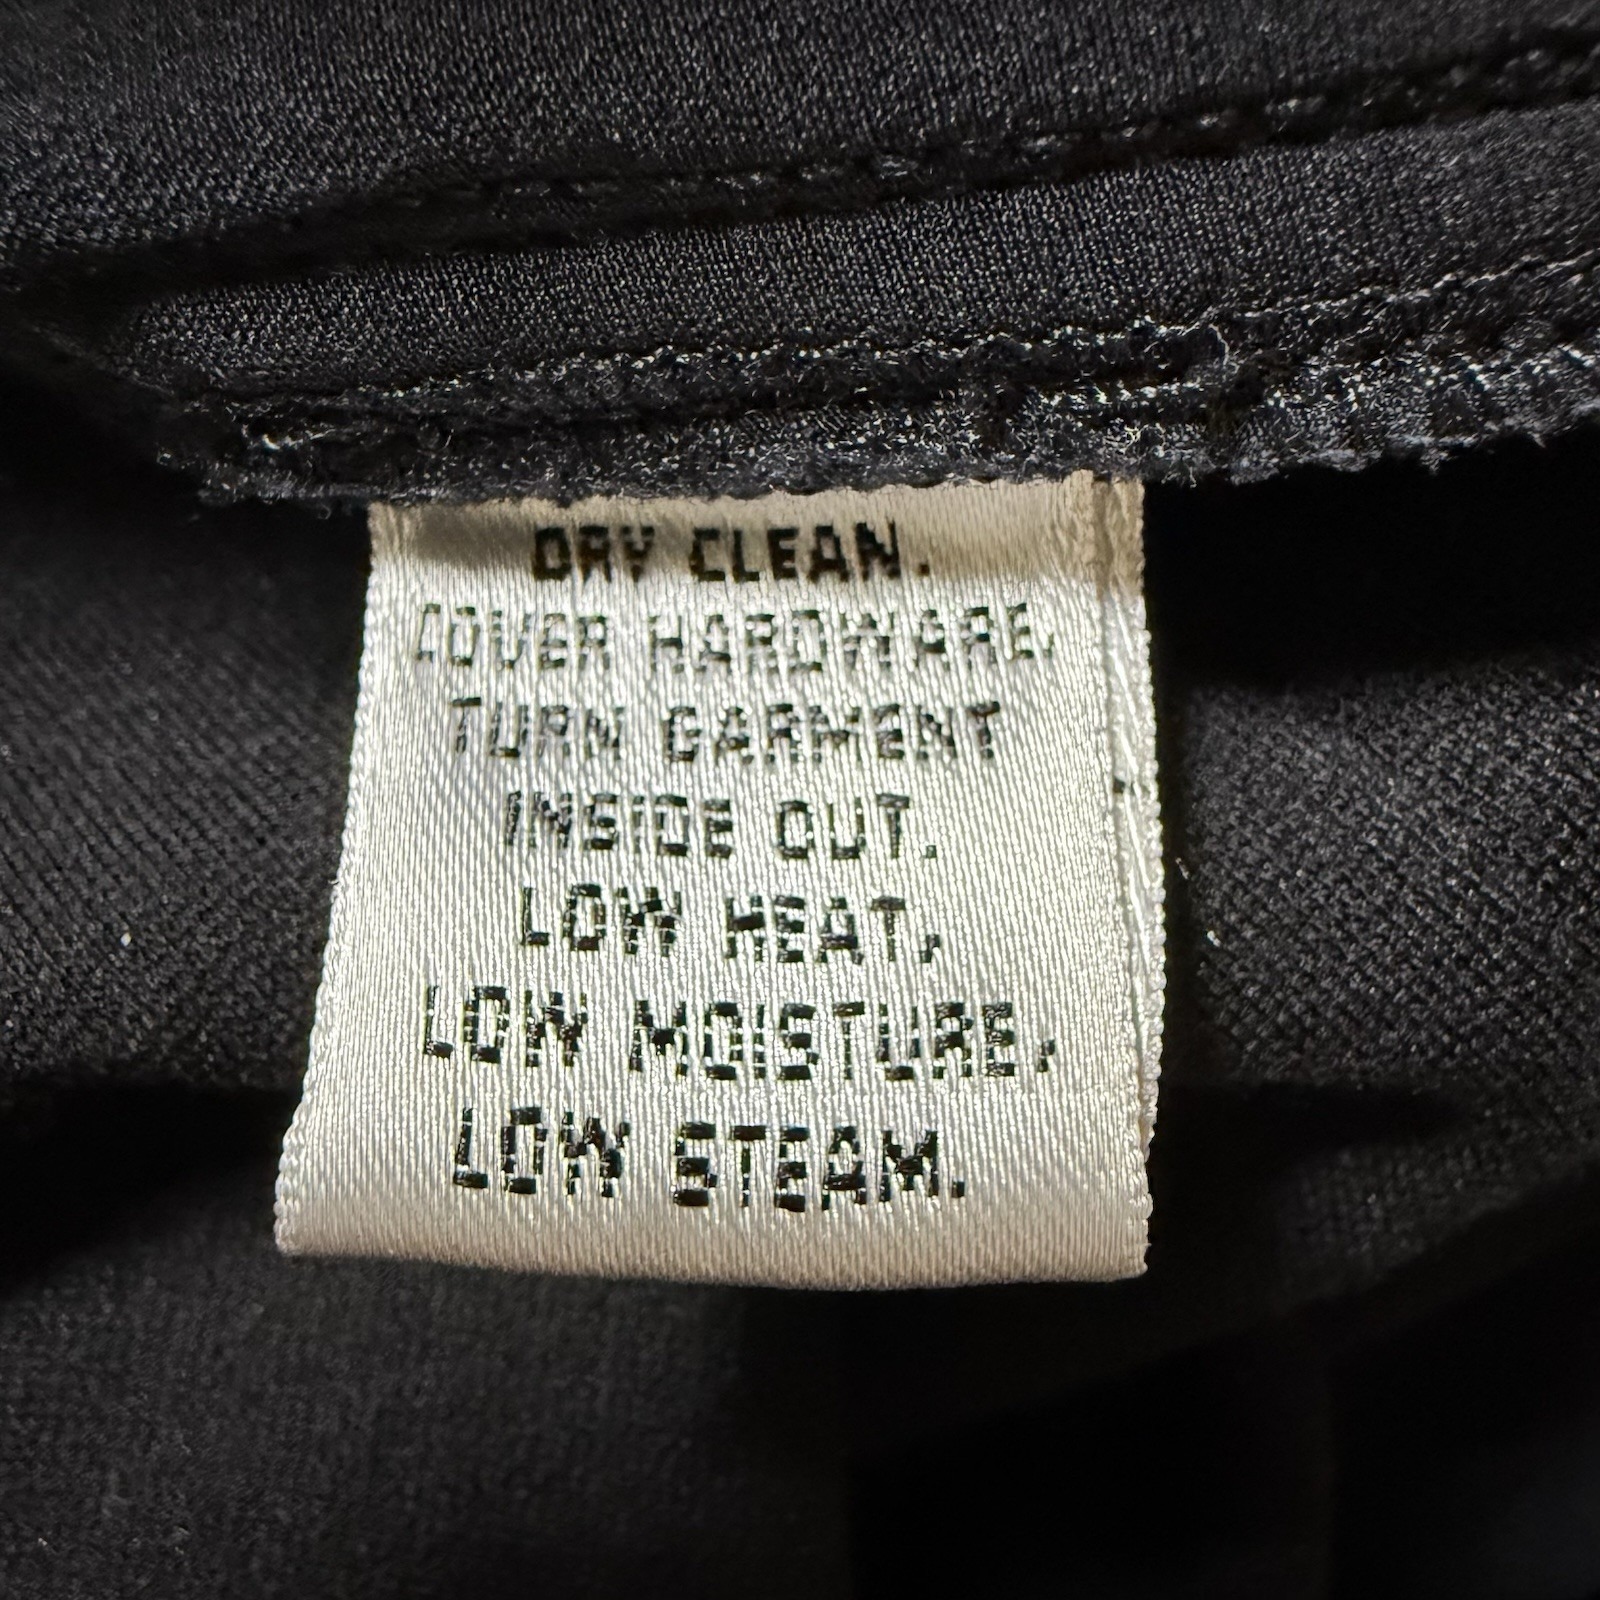 DRY CLEAN.
COVER HARDWARE,
TURN GARMENT
INSIDE OUT.
LOW HEAT,
LOW MOISTURE,
LOW STEAM.